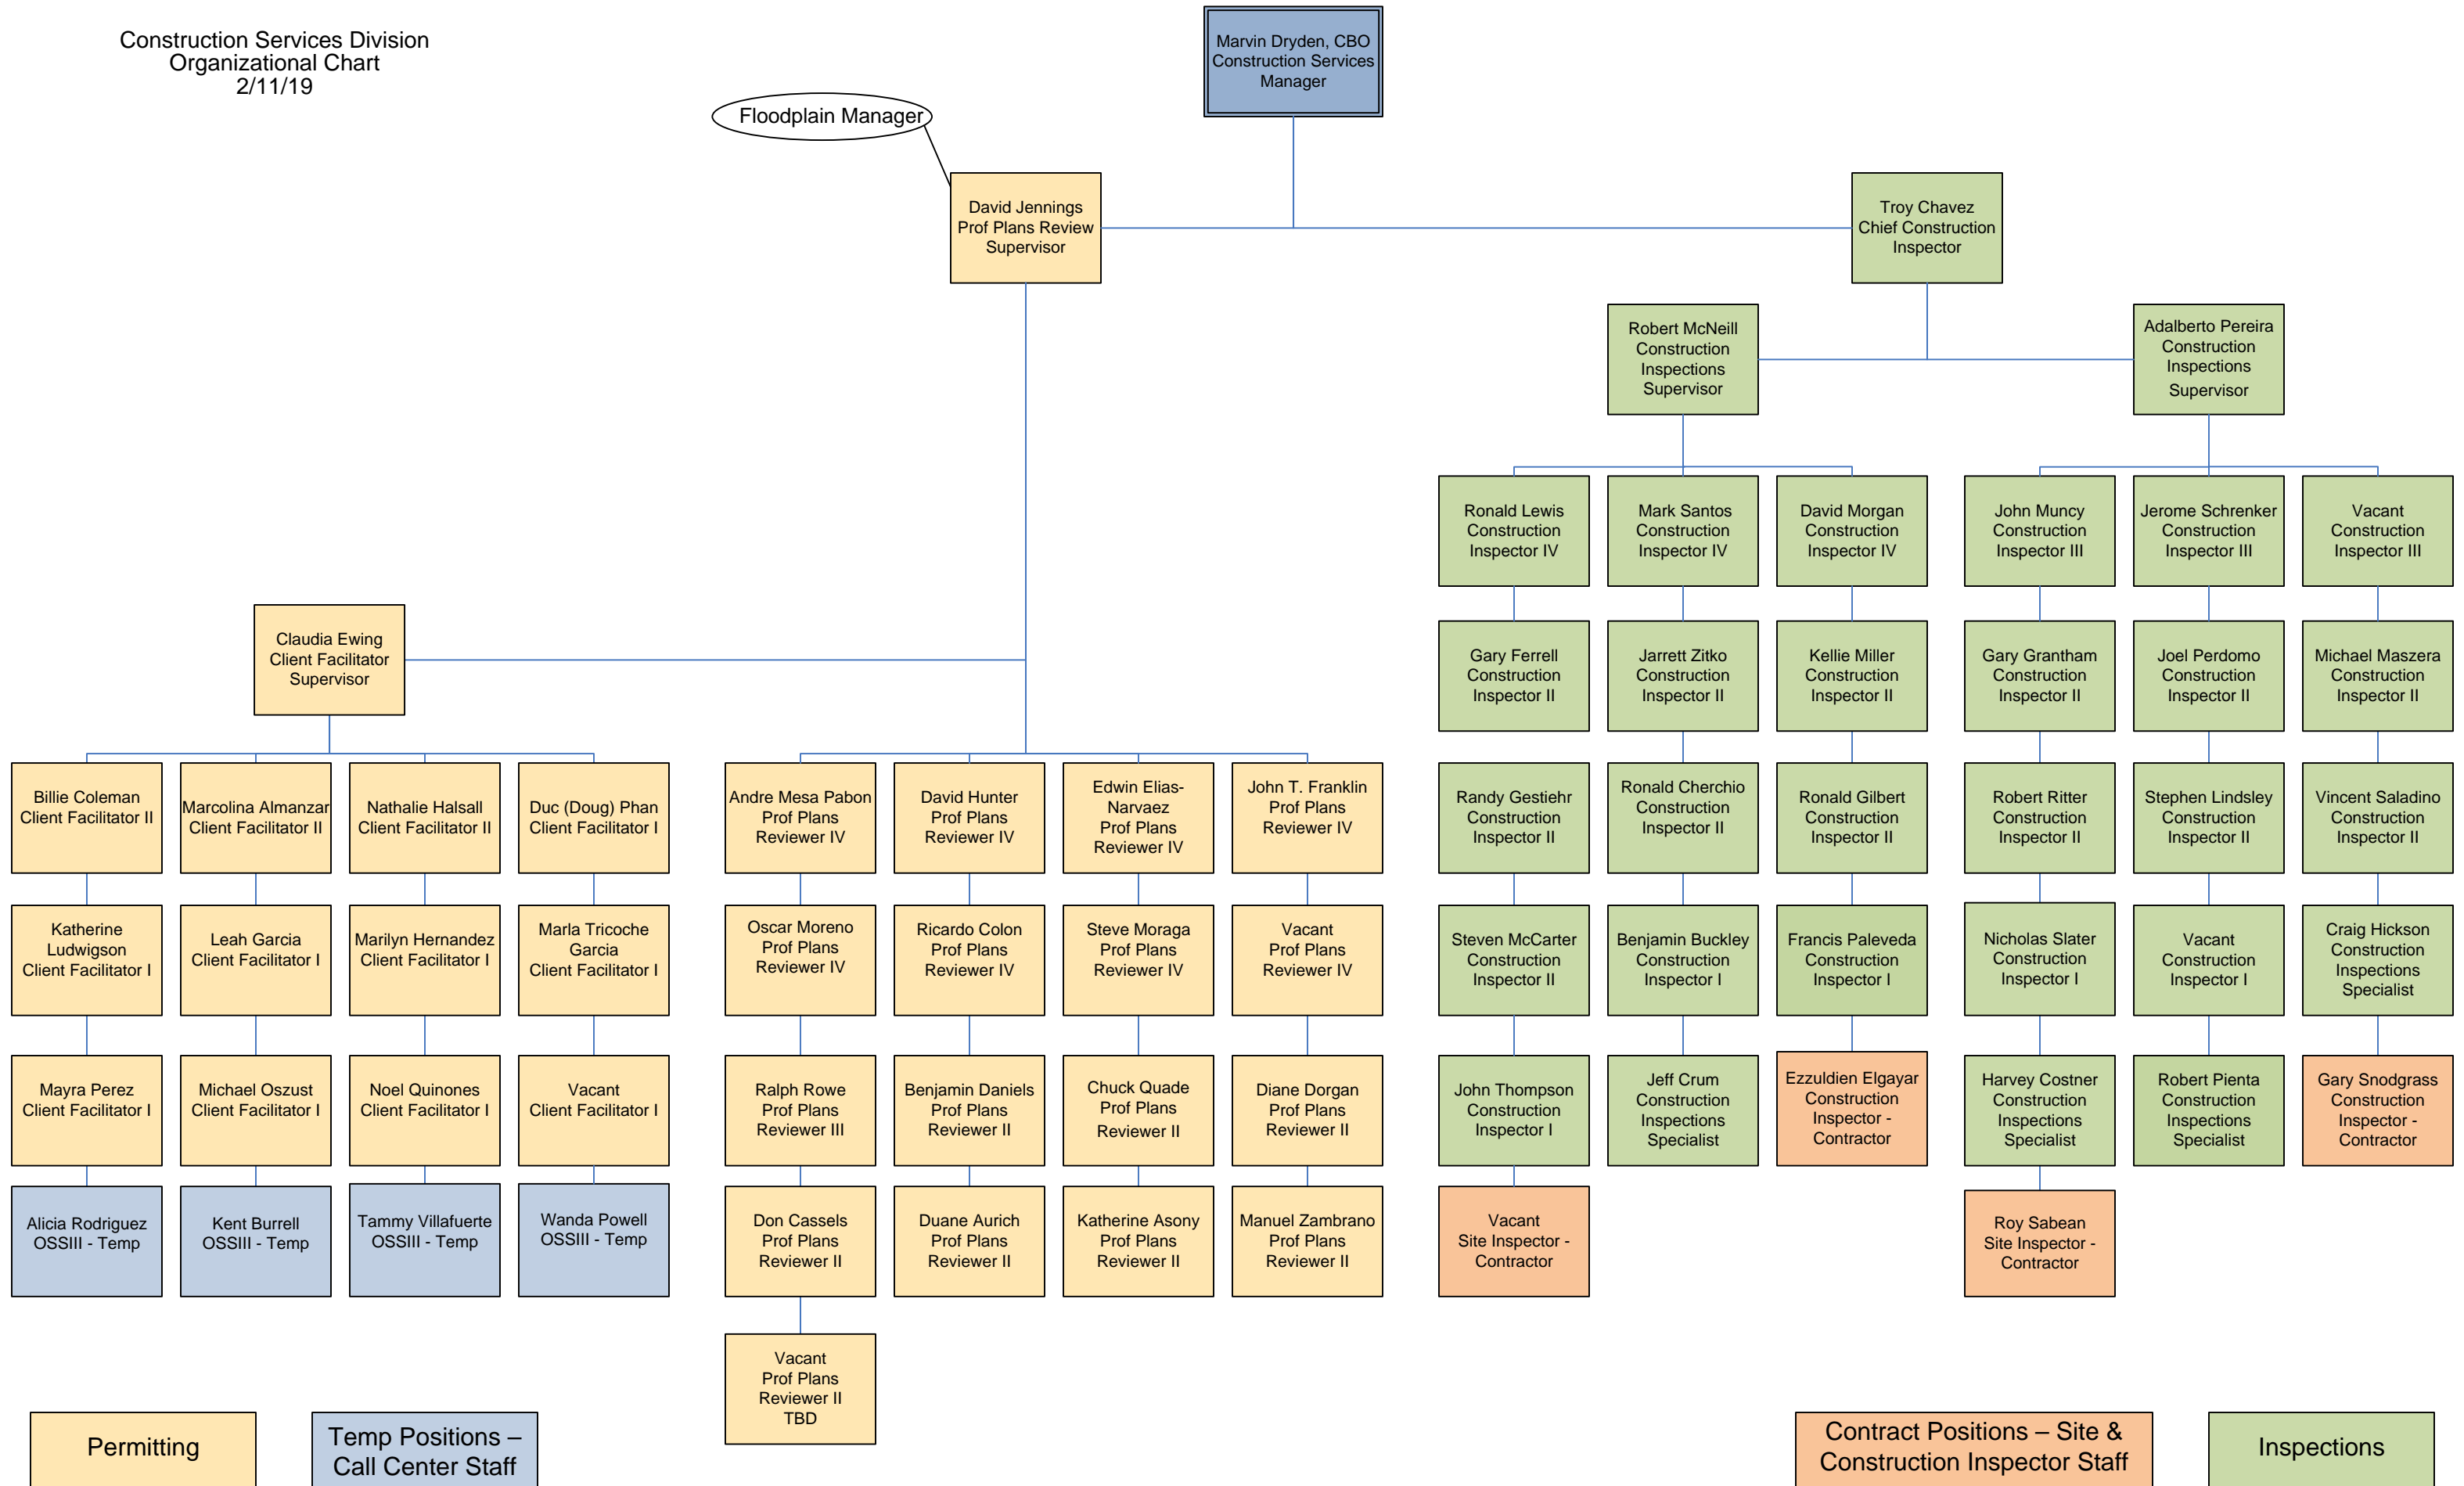 Construction Services Division
Organizational Chart
2/11/19
Marvin Dryden, CBO
Construction Services
Manager
Floodplain Manager
David Jennings
Prof Plans Review
Supervisor
Troy Chavez
Chief Construction
Inspector
Robert McNeill
Construction
Inspections
Supervisor
Adalberto Pereira
Construction
Inspections
Supervisor
Ronald Lewis
Construction
Inspector IV
Mark Santos
Construction
Inspector IV
David Morgan
Construction
Inspector IV
John Muncy
Construction
Inspector III
Jerome Schrenker
Construction
Inspector III
Vacant
Construction
Inspector III
Claudia Ewing
Client Facilitator
Supervisor
Gary Ferrell
Construction
Inspector II
Jarrett Zitko
Construction
Inspector II
Kellie Miller
Construction
Inspector II
Gary Grantham
Construction
Inspector II
Joel Perdomo
Construction
Inspector II
Michael Maszera
Construction
Inspector II
Billie Coleman
Client Facilitator II
Marcolina Almanzar
Client Facilitator II
Nathalie Halsall
Client Facilitator II
Duc (Doug) Phan
Client Facilitator I
Andre Mesa Pabon
Prof Plans
Reviewer IV
David Hunter
Prof Plans
Reviewer IV
Edwin Elias-
Narvaez
Prof Plans
Reviewer IV
John T. Franklin
Prof Plans
Reviewer IV
Randy Gestiehr
Construction
Inspector II
Ronald Cherchio
Construction
Inspector II
Ronald Gilbert
Construction
Inspector II
Robert Ritter
Construction
Inspector II
Stephen Lindsley
Construction
Inspector II
Vincent Saladino
Construction
Inspector II
Katherine
Ludwigson
Client Facilitator I
Leah Garcia
Client Facilitator I
Marilyn Hernandez
Client Facilitator I
Marla Tricoche
Garcia
Client Facilitator I
Oscar Moreno
Prof Plans
Reviewer IV
Ricardo Colon
Prof Plans
Reviewer IV
Steve Moraga
Prof Plans
Reviewer IV
Vacant
Prof Plans
Reviewer IV
Steven McCarter
Construction
Inspector II
Benjamin Buckley
Construction
Inspector I
Francis Paleveda
Construction
Inspector I
Nicholas Slater
Construction
Inspector I
Vacant
Construction
Inspector I
Craig Hickson
Construction
Inspections
Specialist
Mayra Perez
Client Facilitator I
Michael Oszust
Client Facilitator I
Noel Quinones
Client Facilitator I
Vacant
Client Facilitator I
Ralph Rowe
Prof Plans
Reviewer III
Benjamin Daniels
Prof Plans
Reviewer II
Chuck Quade
Prof Plans
Reviewer II
Diane Dorgan
Prof Plans
Reviewer II
John Thompson
Construction
Inspector I
Jeff Crum
Construction
Inspections
Specialist
Ezzuldien Elgayar
Construction
Inspector -
Contractor
Harvey Costner
Construction
Inspections
Specialist
Robert Pienta
Construction
Inspections
Specialist
Gary Snodgrass
Construction
Inspector -
Contractor
Alicia Rodriguez
OSSIII - Temp
Kent Burrell
OSSIII - Temp
Tammy Villafuerte
OSSIII - Temp
Wanda Powell
OSSIII - Temp
Don Cassels
Prof Plans
Reviewer II
Duane Aurich
Prof Plans
Reviewer II
Katherine Asony
Prof Plans
Reviewer II
Manuel Zambrano
Prof Plans
Reviewer II
Vacant
Site Inspector -
Contractor
Roy Sabean
Site Inspector -
Contractor
Vacant
Prof Plans
Reviewer II
TBD
Permitting
Temp Positions –
Call Center Staff
Contract Positions – Site &
Construction Inspector Staff
Inspections